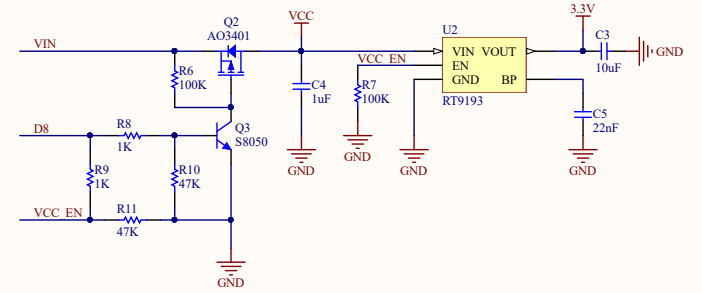 Q2
AO3401
VCC
3.3V
U2
VIN
VCC_EN
VIN VOUT
EN
GND BP
RT9193
C3
10uF
GND
R6
100K
C4
1uF
R7
100K
C5
22nF
D8
R8
1K
Q3
S8050
GND
GND
GND
GND
R9
1K
R10
47K
VCC_EN
R11
47K
GND